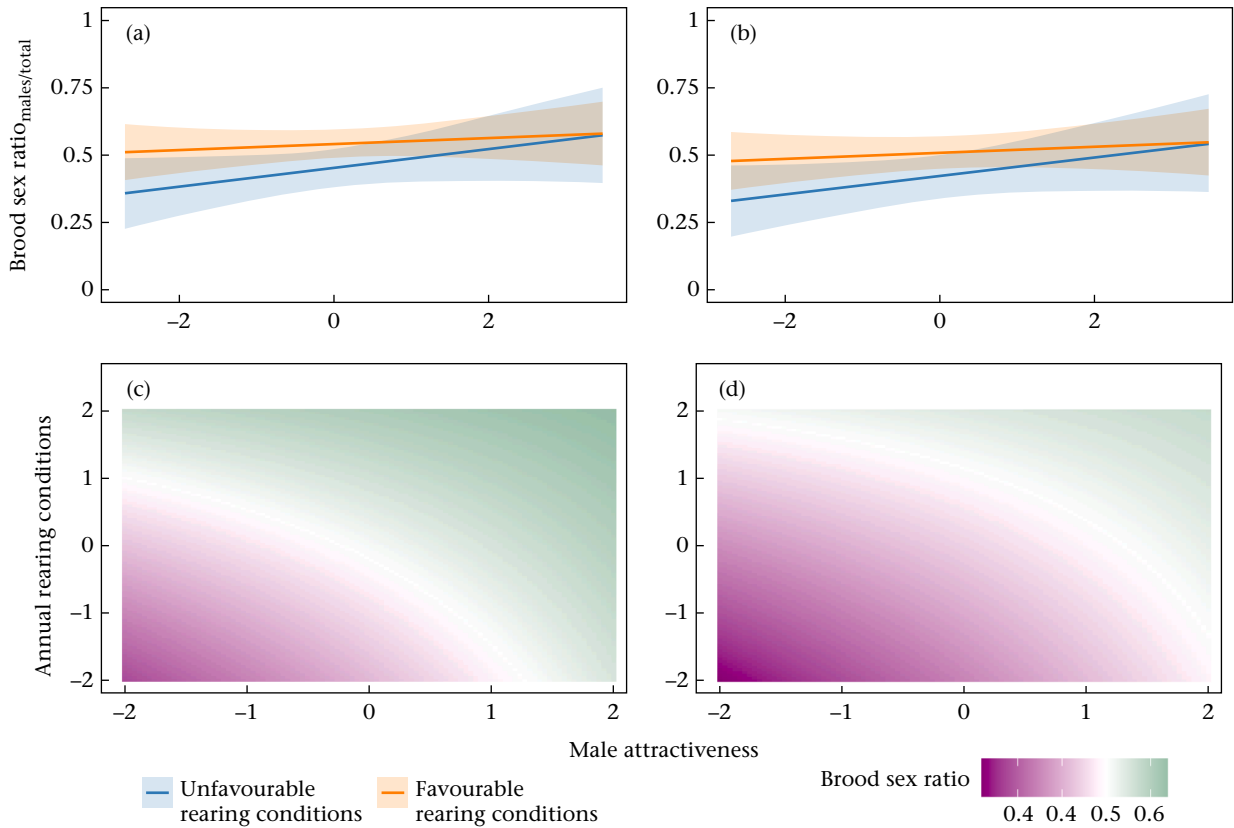 (a)
1
0.75
0.5
0.25
0
Brood sex ratio males/total
−2
0
2
(b)
1
0.75
0.5
0.25
0
−2
0
2
(c)
2
1
0
−1
−2
Annual rearing conditions
−2
−1
0
1
2
(d)
2
1
0
−1
−2
−2
−1
0
1
2
Male attractiveness
Unfavourable
rearing conditions
Favourable
rearing conditions
Brood sex ratio
0.4 0.4 0.5 0.6